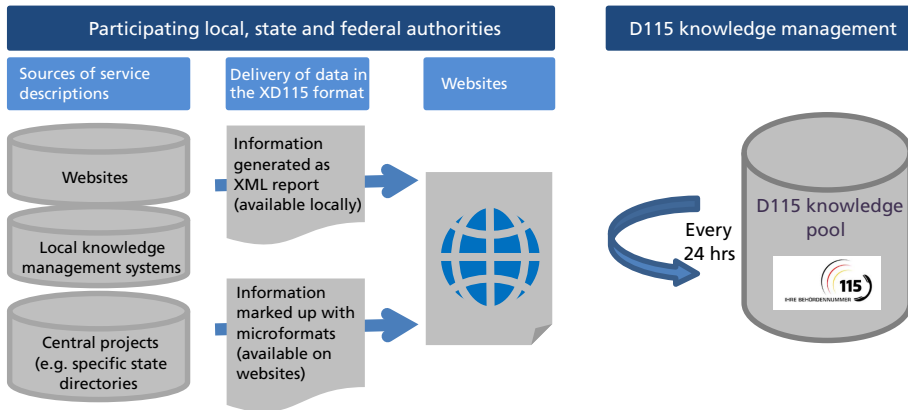 Participating local, state and federal authorities
D115 knowledge management
Sources of service
descriptions
Delivery of data in
the XD115 format
Websites
Websites
Local knowledge
management systems
Central projects
(e.g. specific state
directories
Information
generated as
XML report
(available locally)
Information
marked up with
microformats
(available on
websites)
Every
24 hrs
D115 knowledge
pool
115
IHRE BEHÖRDENNUMMER